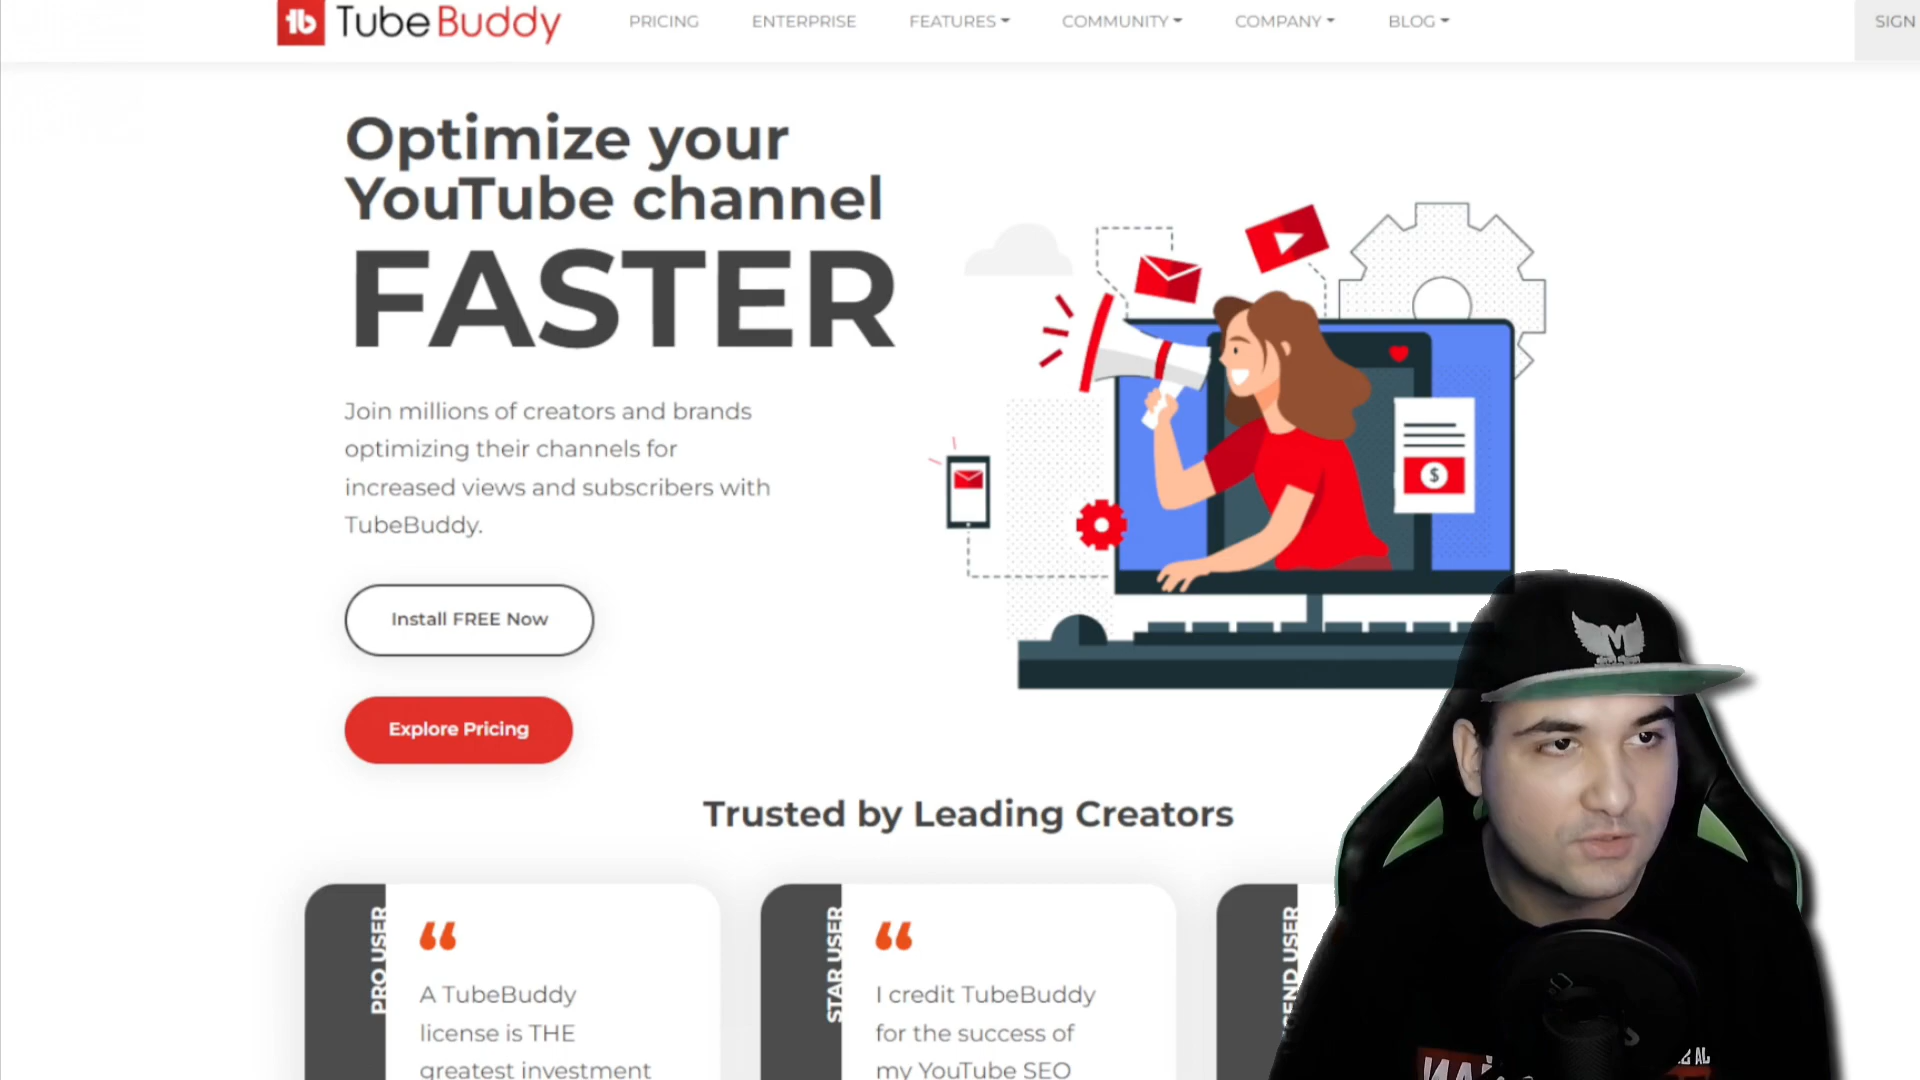 TubeBuddy
PRICING
ENTERPRISE
FEATURES
COMMUNITY
COMPANY
BLOG
SIGN
Optimize your
YouTube channel
FASTER
Join millions of creators and brands
optimizing their channels for
increased views and subscribers with
TubeBuddy.
Install FREE Now
Explore Pricing
$
Trusted by Leading Creators
PRO USER
“
A TubeBuddy
license is THE
greatest investment
STAR USER
“
I credit TubeBuddy
for the success of
my YouTube SEO
USER
M